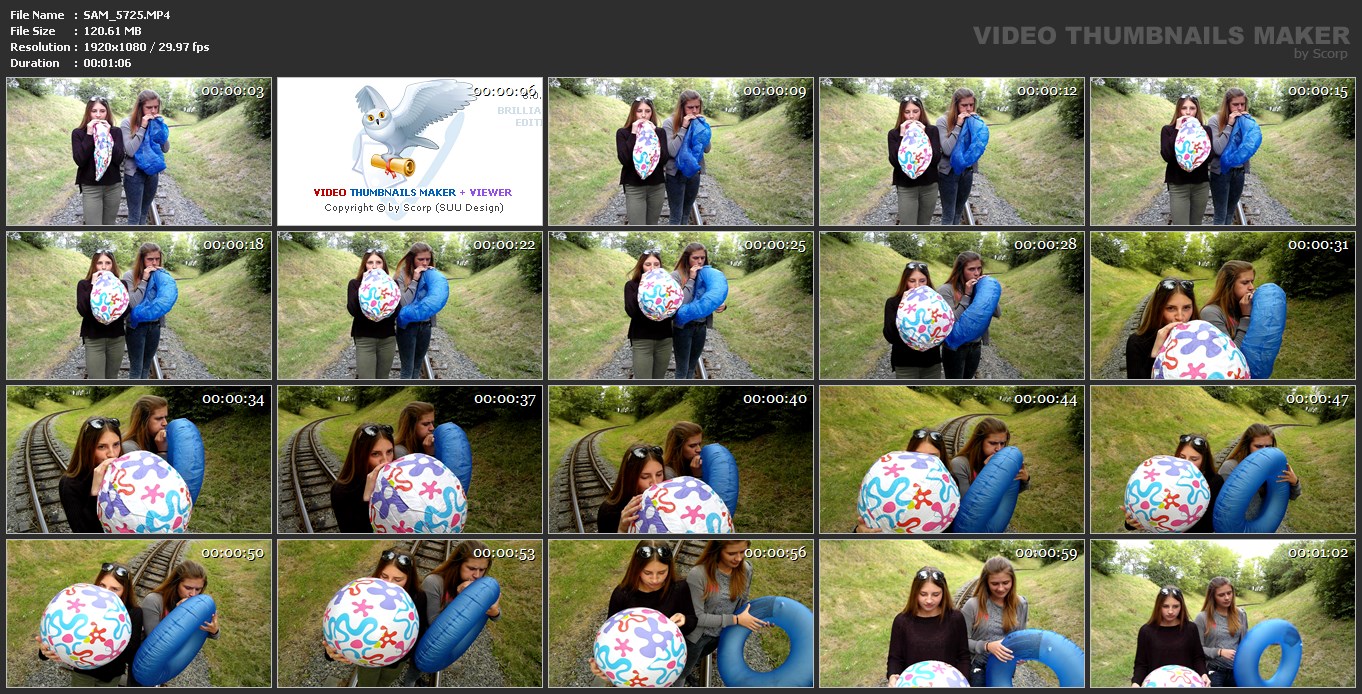 File Name : SAM_5725.MP4
File Size : 120.61 MB
Resolution : 1920x1080 / 29.97 fps
Duration : 00:01:06
VIDEO THUMBNAILS MAKER
by Scorp
00:00:03
00:00:06
BRILLIA
EDIT
VIDEO THUMBNAILS MAKER + VIEWER
Copyright © by Scorp (SUU Design)
00:00:09
00:00:12
00:00:15
00:00:18
00:00:22
00:00:25
00:00:28
00:00:31
00:00:34
00:00:37
00:00:40
00:00:44
00:00:47
00:00:50
00:00:53
00:00:56
00:00:59
00:01:02